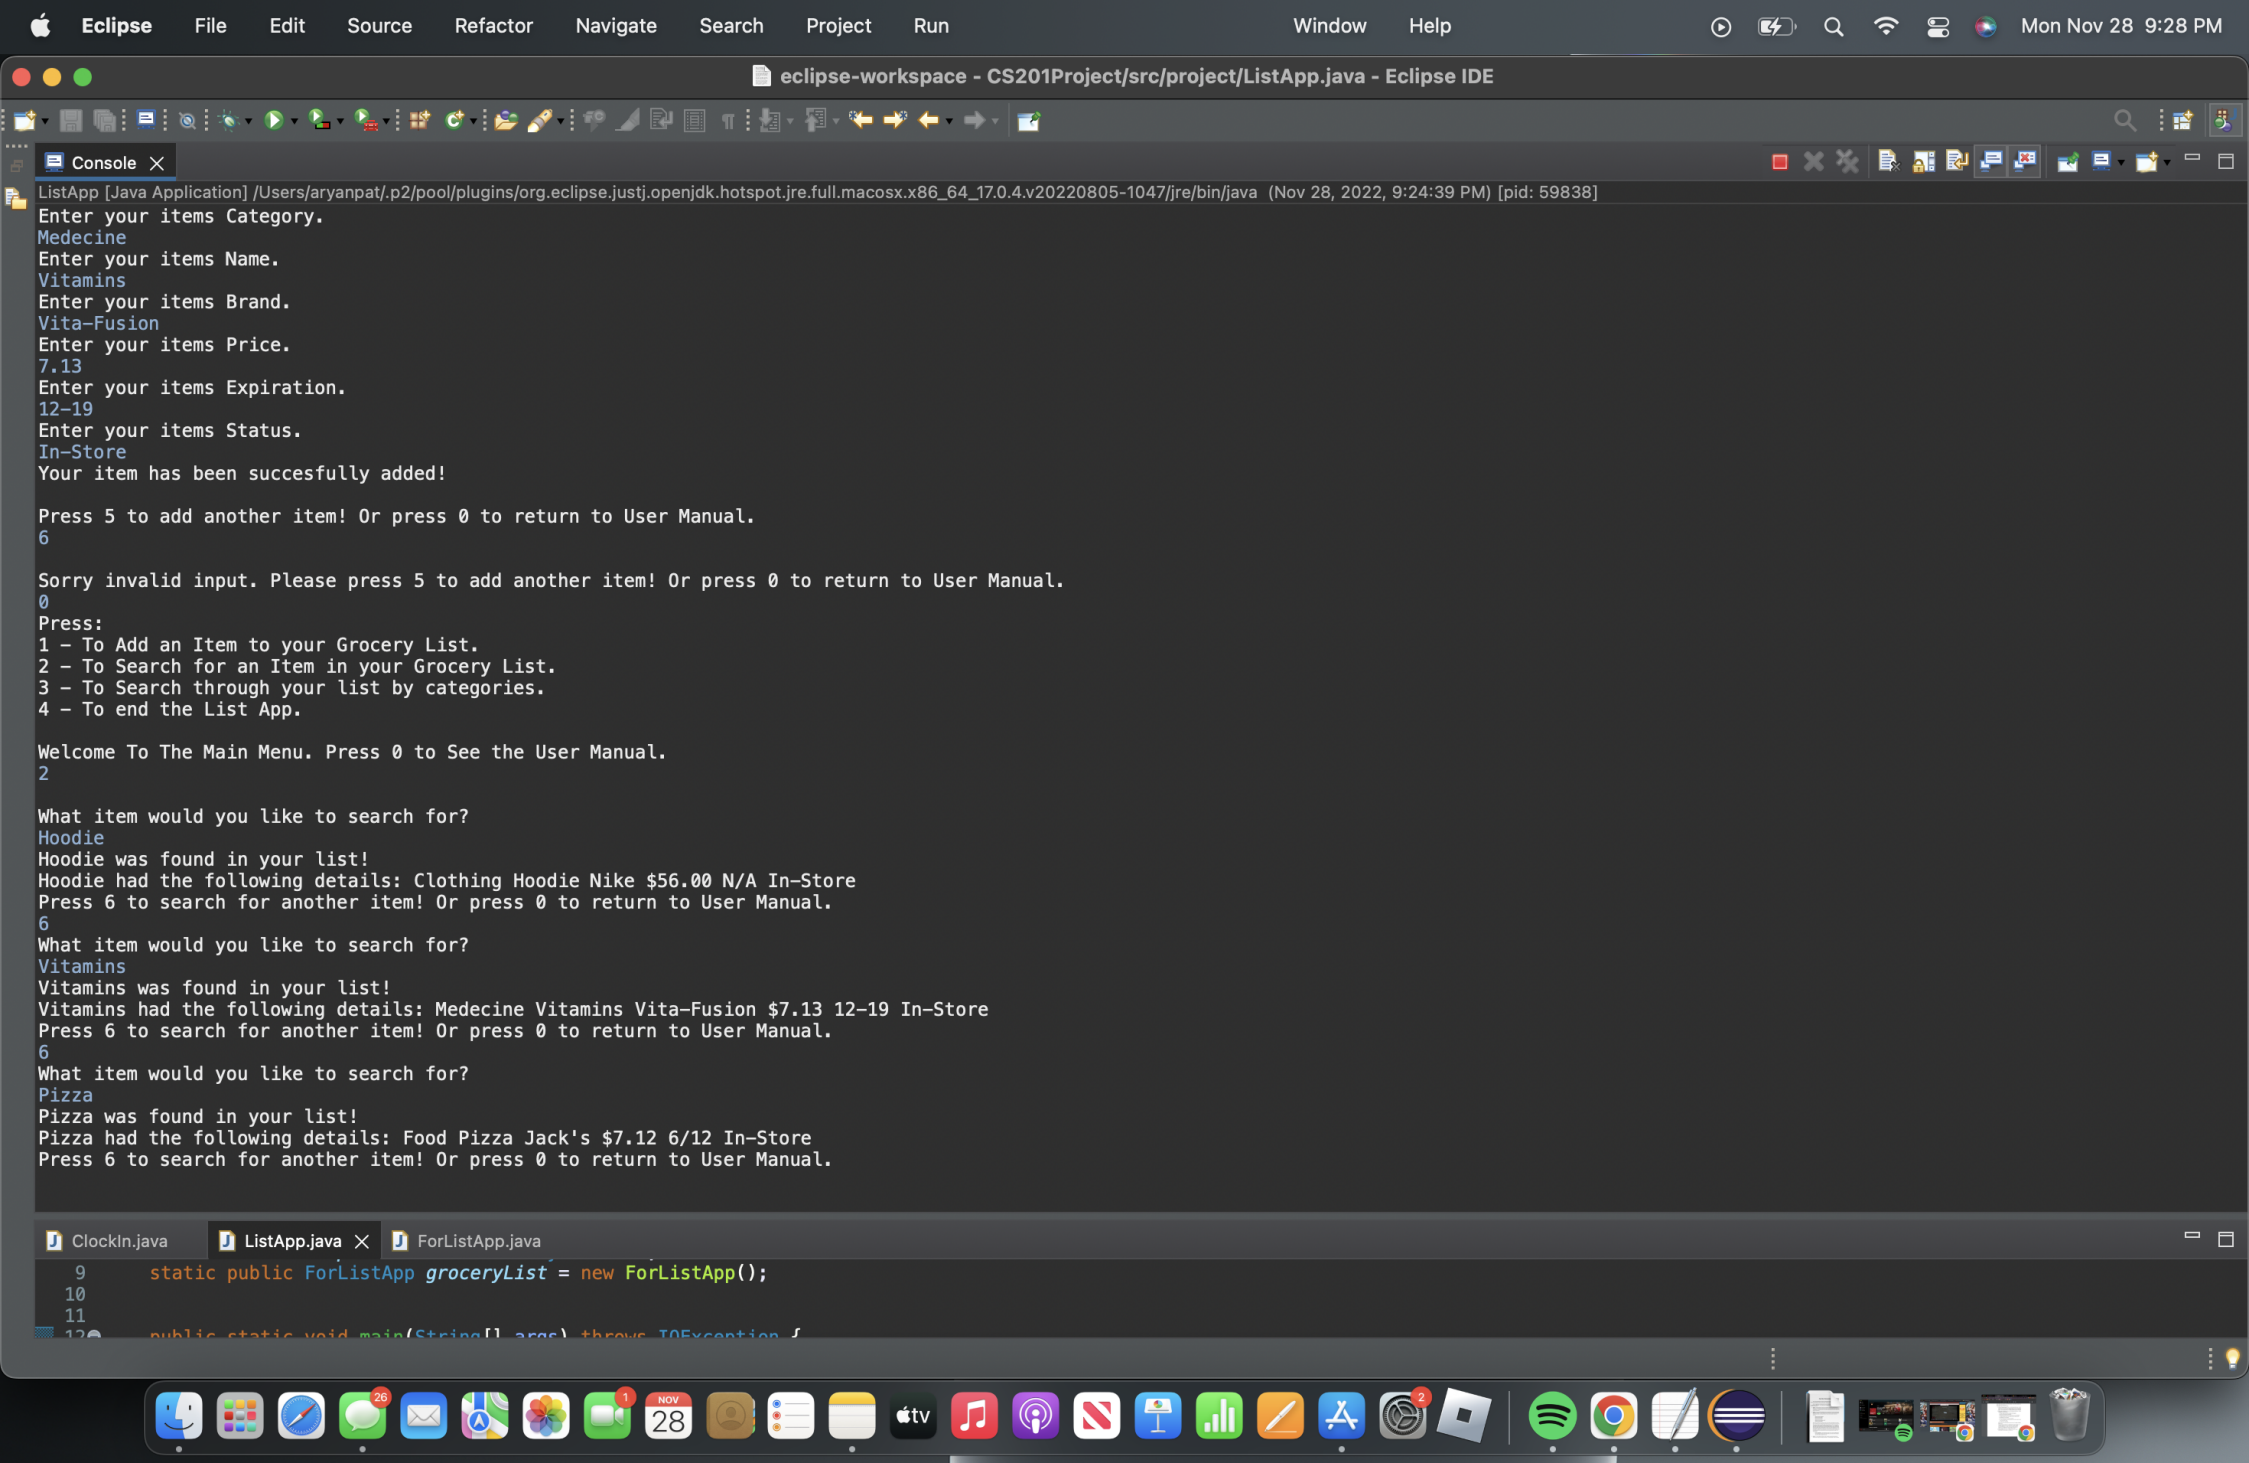 Eclipse File Edit Source Refactor Navigate Search Project Run Window Help Mon Nov 28 9:28 PM
eclipse-workspace - CS201Project/src/project/ListApp.java - Eclipse IDE
Console
ListApp [Java Application] /Users/aryanpat/.p2/pool/plugins/org.eclipse.justj.openjdk.hotspot.jre.full.macosx.x86_64_17.0.4.v20220805-1047/jre/bin/java (Nov 28, 2022, 9:24:39 PM) [pid: 59838]
Enter your items Category.
Medecine
Enter your items Name.
Vitamins
Enter your items Brand.
Vita-Fusion
Enter your items Price.
7.13
Enter your items Expiration.
12-19
Enter your items Status.
In-Store
Your item has been succesfully added!
Press 5 to add another item! Or press 0 to return to User Manual.
6
Sorry invalid input. Please press 5 to add another item! Or press 0 to return to User Manual.
0
Press:
1 - To Add an Item to your Grocery List.
2 - To Search for an Item in your Grocery List.
3 - To Search through your list by categories.
4 - To end the List App.
Welcome To The Main Menu. Press 0 to See the User Manual.
2
What item would you like to search for?
Hoodie
Hoodie was found in your list!
Hoodie had the following details: Clothing Hoodie Nike $56.00 N/A In-Store
Press 6 to search for another item! Or press 0 to return to User Manual.
6
What item would you like to search for?
Vitamins
Vitamins was found in your list!
Vitamins had the following details: Medecine Vitamins Vita-Fusion $7.13 12-19 In-Store
Press 6 to search for another item! Or press 0 to return to User Manual.
6
What item would you like to search for?
Pizza
Pizza was found in your list!
Pizza had the following details: Food Pizza Jack's $7.12 6/12 In-Store
Press 6 to search for another item! Or press 0 to return to User Manual.
ClockIn.java ListApp.java ForListApp.java
9 static public ForListApp groceryList = new ForListApp();
10
11
12 public static void main(String[] args) throws IOException {
26 1 NOV 28 tv 2